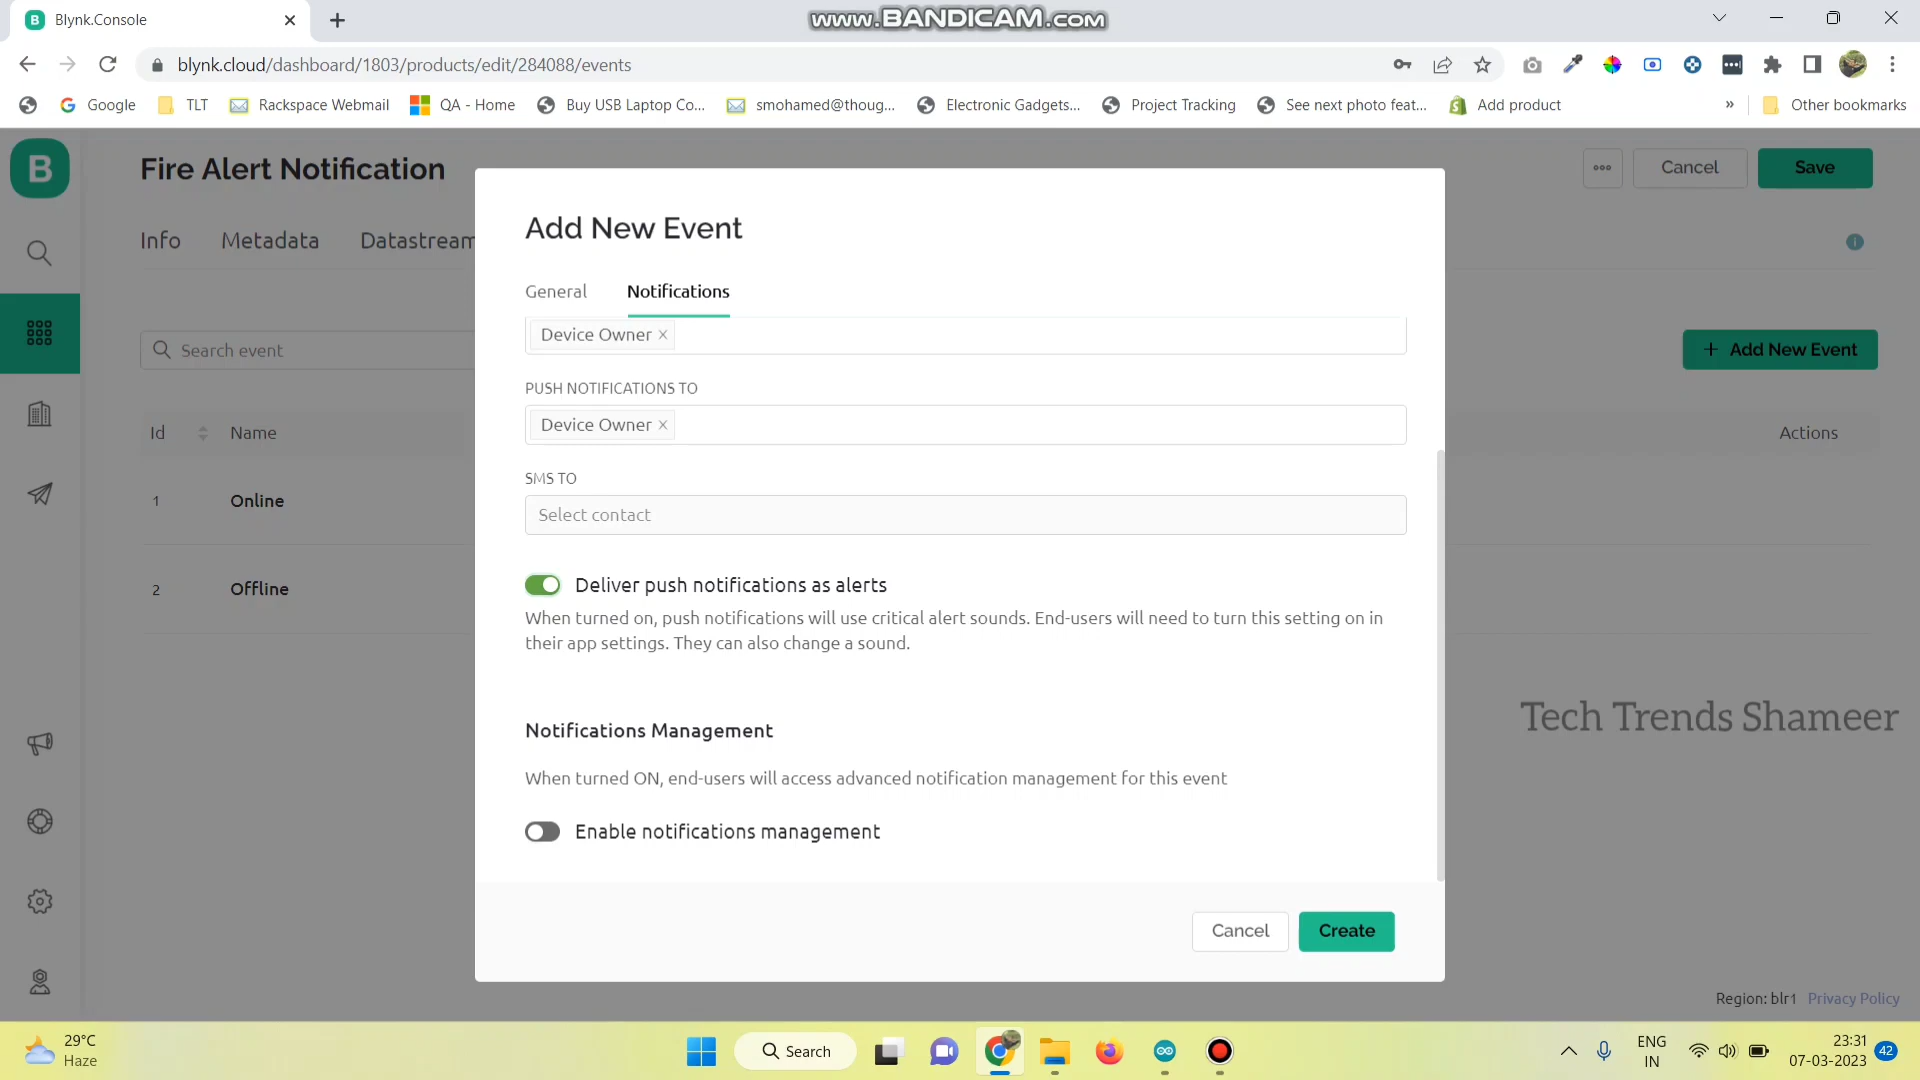 Blynk.Console
www.BANDICAM.com
blynk.cloud/dashboard/1803/products/edit/284088/events
Google
TLT
Rackspace Webmail
QA - Home
Buy USB Laptop Co...
smohamed@thoug...
Electronic Gadgets...
Project Tracking
See next photo feat...
Add product
»
Other bookmarks
B
Fire Alert Notification
Cancel
Save
Info
Metadata
Datastream
Search event
+ Add New Event
Id
Name
Actions
1
Online
2
Offline
Add New Event
General
Notifications
Device Owner ×
PUSH NOTIFICATIONS TO
Device Owner ×
SMS TO
Select contact
Deliver push notifications as alerts
When turned on, push notifications will use critical alert sounds. End-users will need to turn this setting on in
their app settings. They can also change a sound.
Notifications Management
When turned ON, end-users will access advanced notification management for this event
Enable notifications management
Cancel
Create
Tech Trends Shameer
Region: blr1
Privacy Policy
29°C
Haze
Search
ENG
IN
23:31
07-03-2023
42